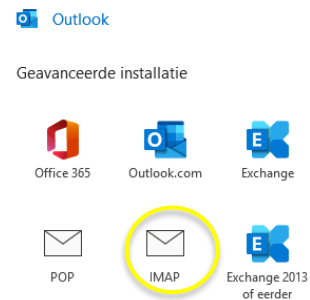 Outlook
Geavanceerde installatie
Office 365 Outlook.com Exchange
POP IMAP Exchange 2013
of eerder